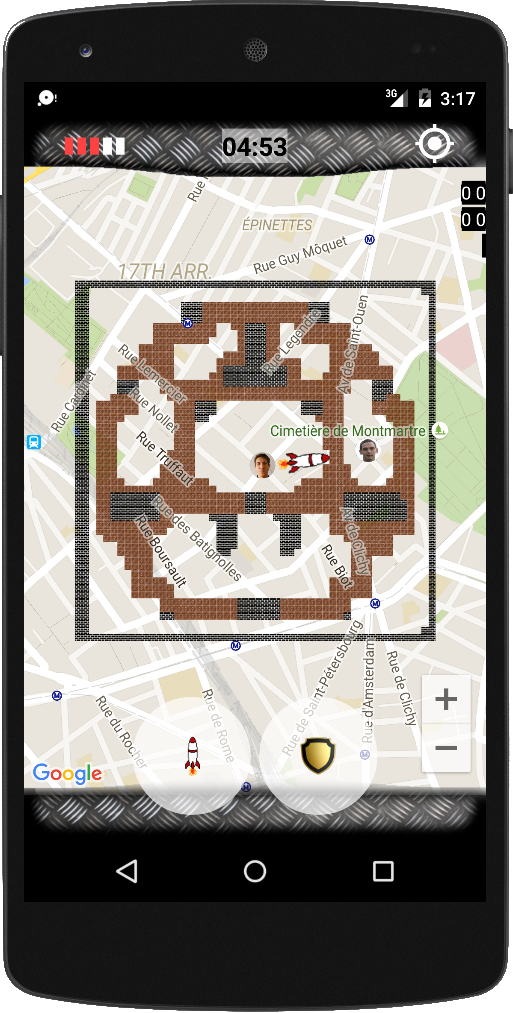 3G 3:17
04:53
0 0
0 0
Rue
ÉPINETTES
Rue Guy Môquet
17TH ARR.
Rue Legendre
Av. de Saint-Ouen
Rue Lemercier
Rue Cardinet
Rue Nollet
Cimetière de Montmartre
Rue Truffaut
Rue des Batignolles
Rue Boursault
Av. de Clichy
Rue Biot
Rue de Saint-Pétersbourg
Rue d'Amsterdam
Rue de Clichy
Rue du Rocher
Rue de Rome
+
−
Google